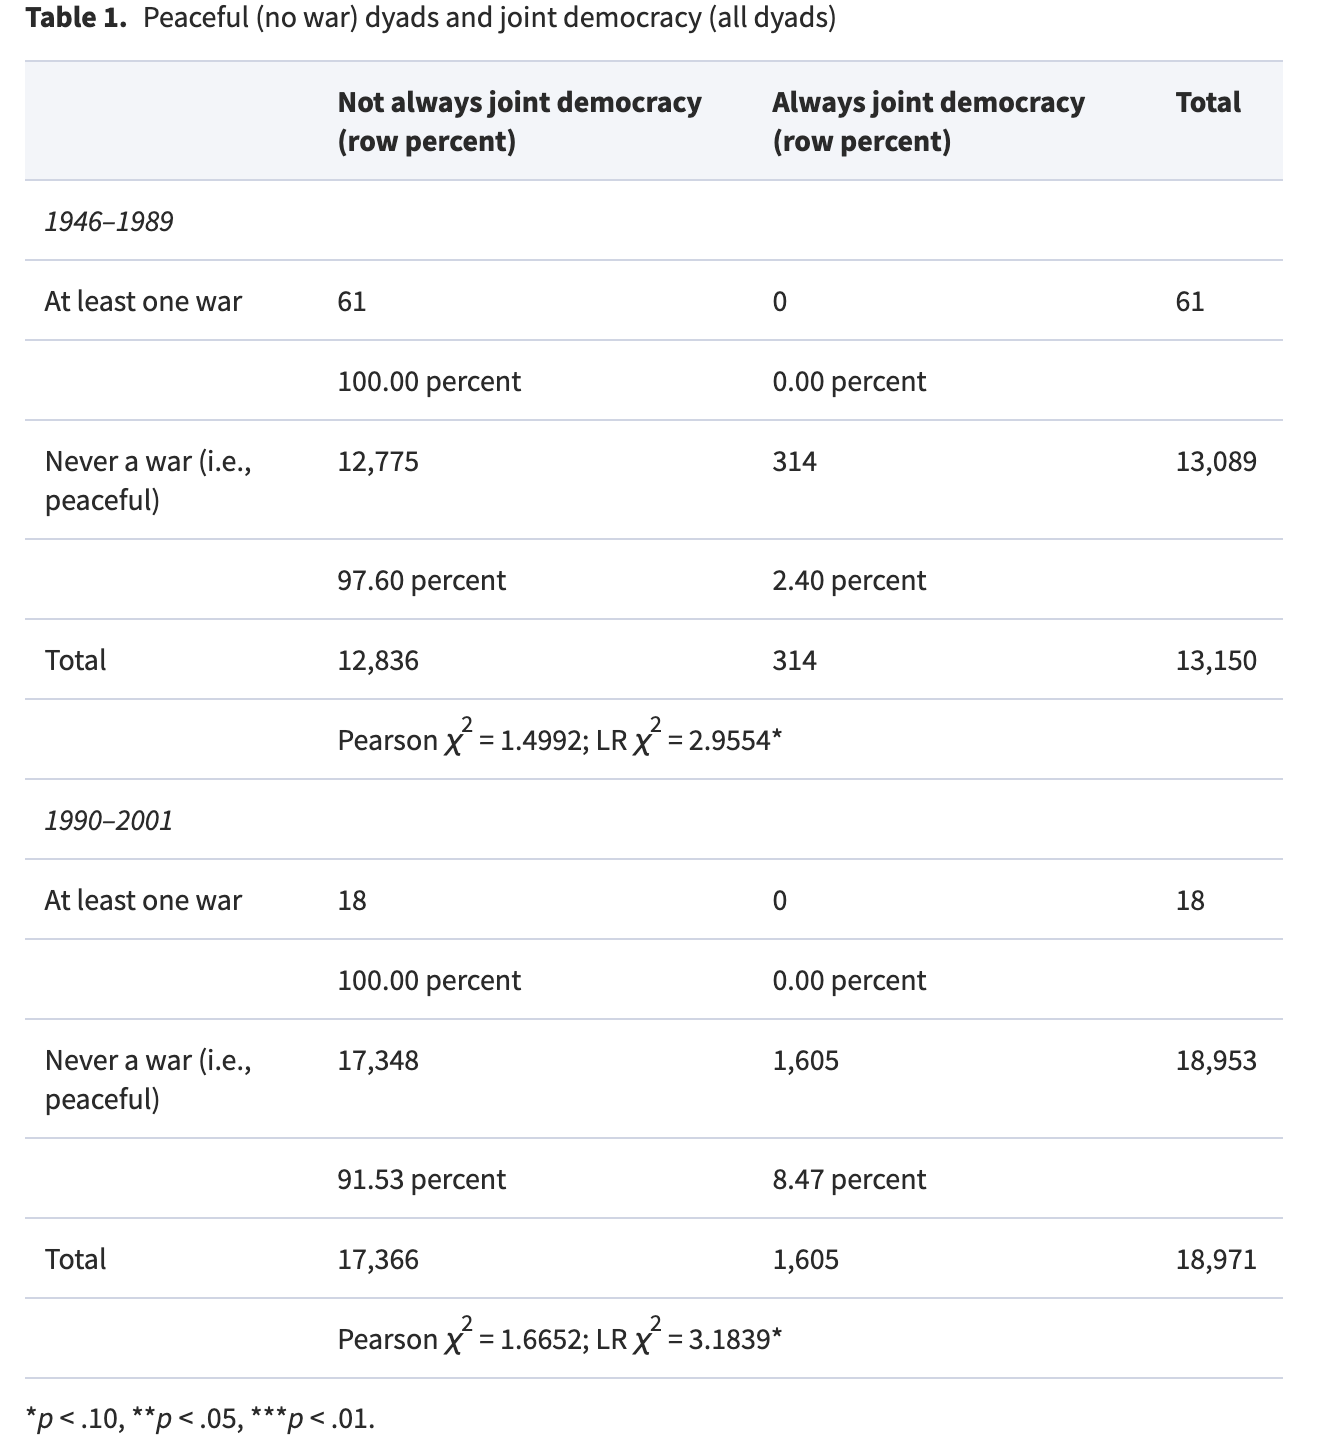 Table 1. Peaceful (no war) dyads and joint democracy (all dyads)
Not always joint democracy (row percent) Always joint democracy (row percent) Total
1946–1989
At least one war 61 0 61
100.00 percent 0.00 percent
Never a war (i.e., peaceful) 12,775 314 13,089
97.60 percent 2.40 percent
Total 12,836 314 13,150
Pearson χ² = 1.4992; LR χ² = 2.9554*
1990–2001
At least one war 18 0 18
100.00 percent 0.00 percent
Never a war (i.e., peaceful) 17,348 1,605 18,953
91.53 percent 8.47 percent
Total 17,366 1,605 18,971
Pearson χ² = 1.6652; LR χ² = 3.1839*
*p < .10, **p < .05, ***p < .01.